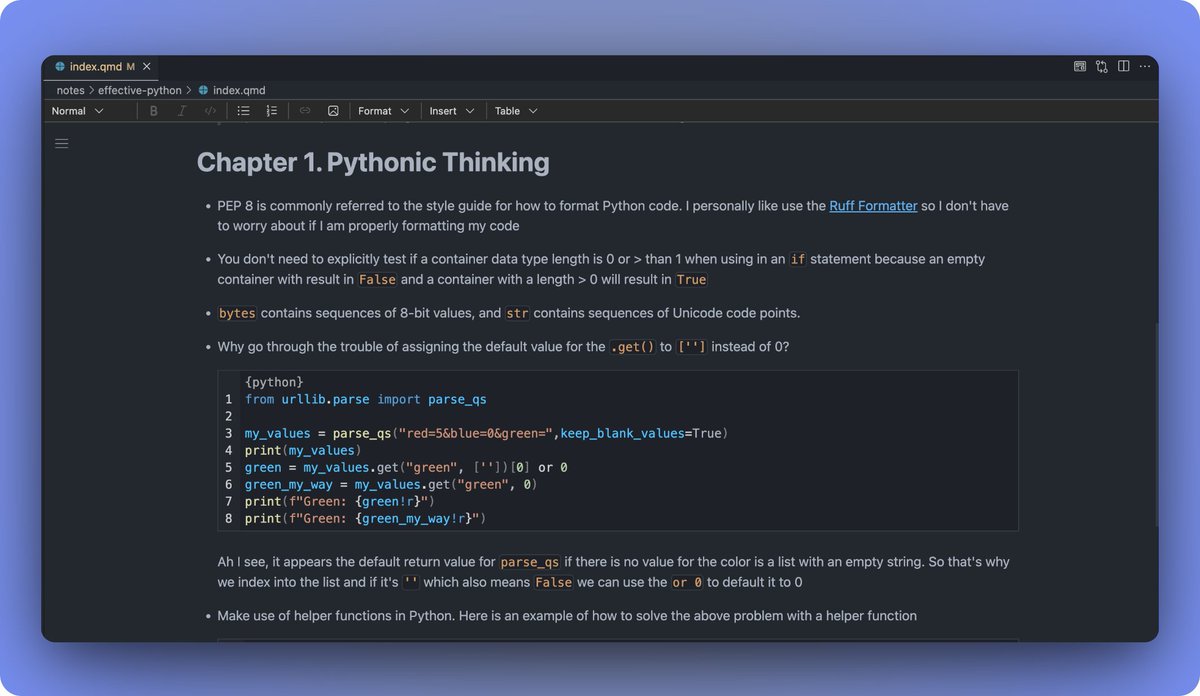 index.qmd M
notes > effective-python > index.qmd
Normal B I </> Format Insert Table
Chapter 1. Pythonic Thinking
• PEP 8 is commonly referred to the style guide for how to format Python code. I personally like use the Ruff Formatter so I don't have
to worry about if I am properly formatting my code
• You don't need to explicitly test if a container data type length is 0 or > than 1 when using in an if statement because an empty
container with result in False and a container with a length > 0 will result in True
• bytes contains sequences of 8-bit values, and str contains sequences of Unicode code points.
• Why go through the trouble of assigning the default value for the .get() to [''] instead of 0?
{python}
1 from urllib.parse import parse_qs
2
3 my_values = parse_qs("red=5&blue=0&green=",keep_blank_values=True)
4 print(my_values)
5 green = my_values.get("green", [''])[0] or 0
6 green_my_way = my_values.get("green", 0)
7 print(f"Green: {green!r}")
8 print(f"Green: {green_my_way!r}")
Ah I see, it appears the default return value for parse_qs if there is no value for the color is a list with an empty string. So that's why
we index into the list and if it's '' which also means False we can use the or 0 to default it to 0
• Make use of helper functions in Python. Here is an example of how to solve the above problem with a helper function